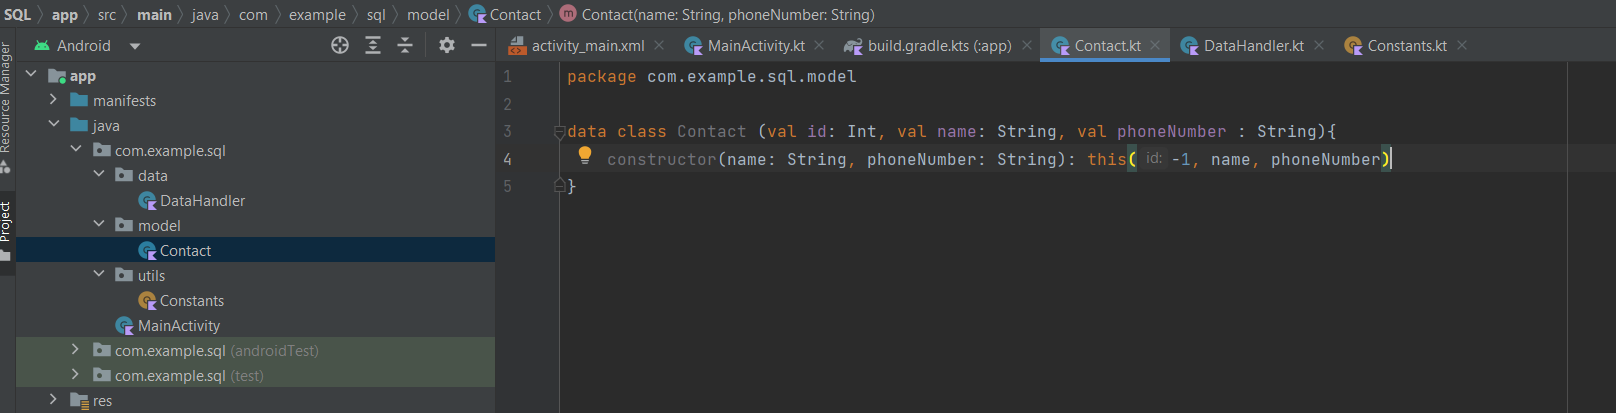 SQL app src main java com example sql model Contact Contact(name: String, phoneNumber: String)
Resource Manager
Project
Android
app
manifests
java
com.example.sql
data
DataHandler
model
Contact
utils
Constants
MainActivity
com.example.sql (androidTest)
com.example.sql (test)
res
activity_main.xml MainActivity.kt build.gradle.kts (:app) Contact.kt DataHandler.kt Constants.kt
1 package com.example.sql.model
2
3 data class Contact (val id: Int, val name: String, val phoneNumber : String){
4 constructor(name: String, phoneNumber: String): this( id: -1, name, phoneNumber)
5 }